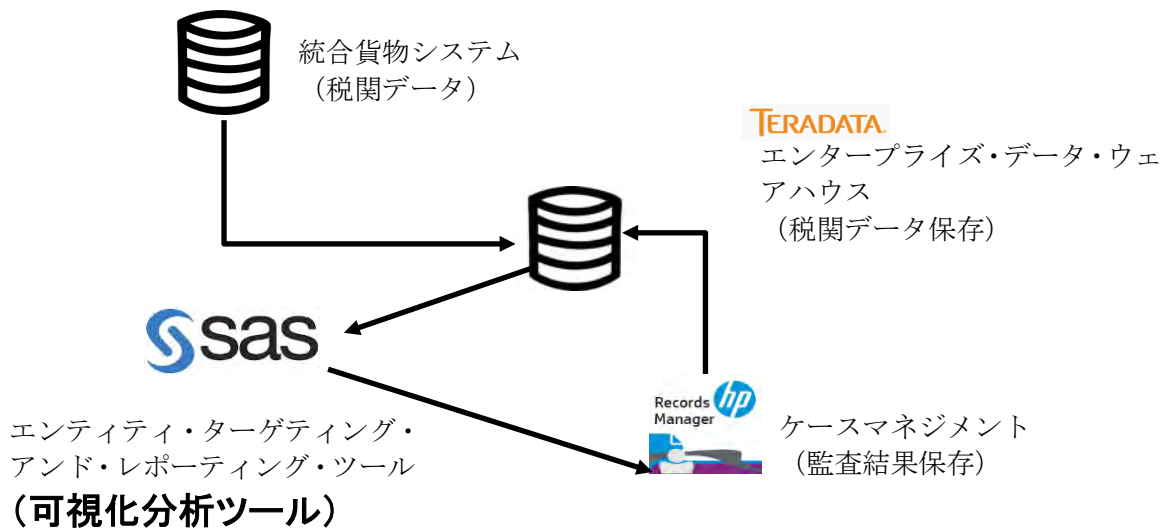 統合貨物システム
（税関データ）
TERADATA.
エンタープライズ・データ・ウェ
アハウス
（税関データ保存）
sas
エンティティ・ターゲティング・
アンド・レポーティング・ツール
（可視化分析ツール）
Records
Manager
hp
ケースマネジメント
（監査結果保存）